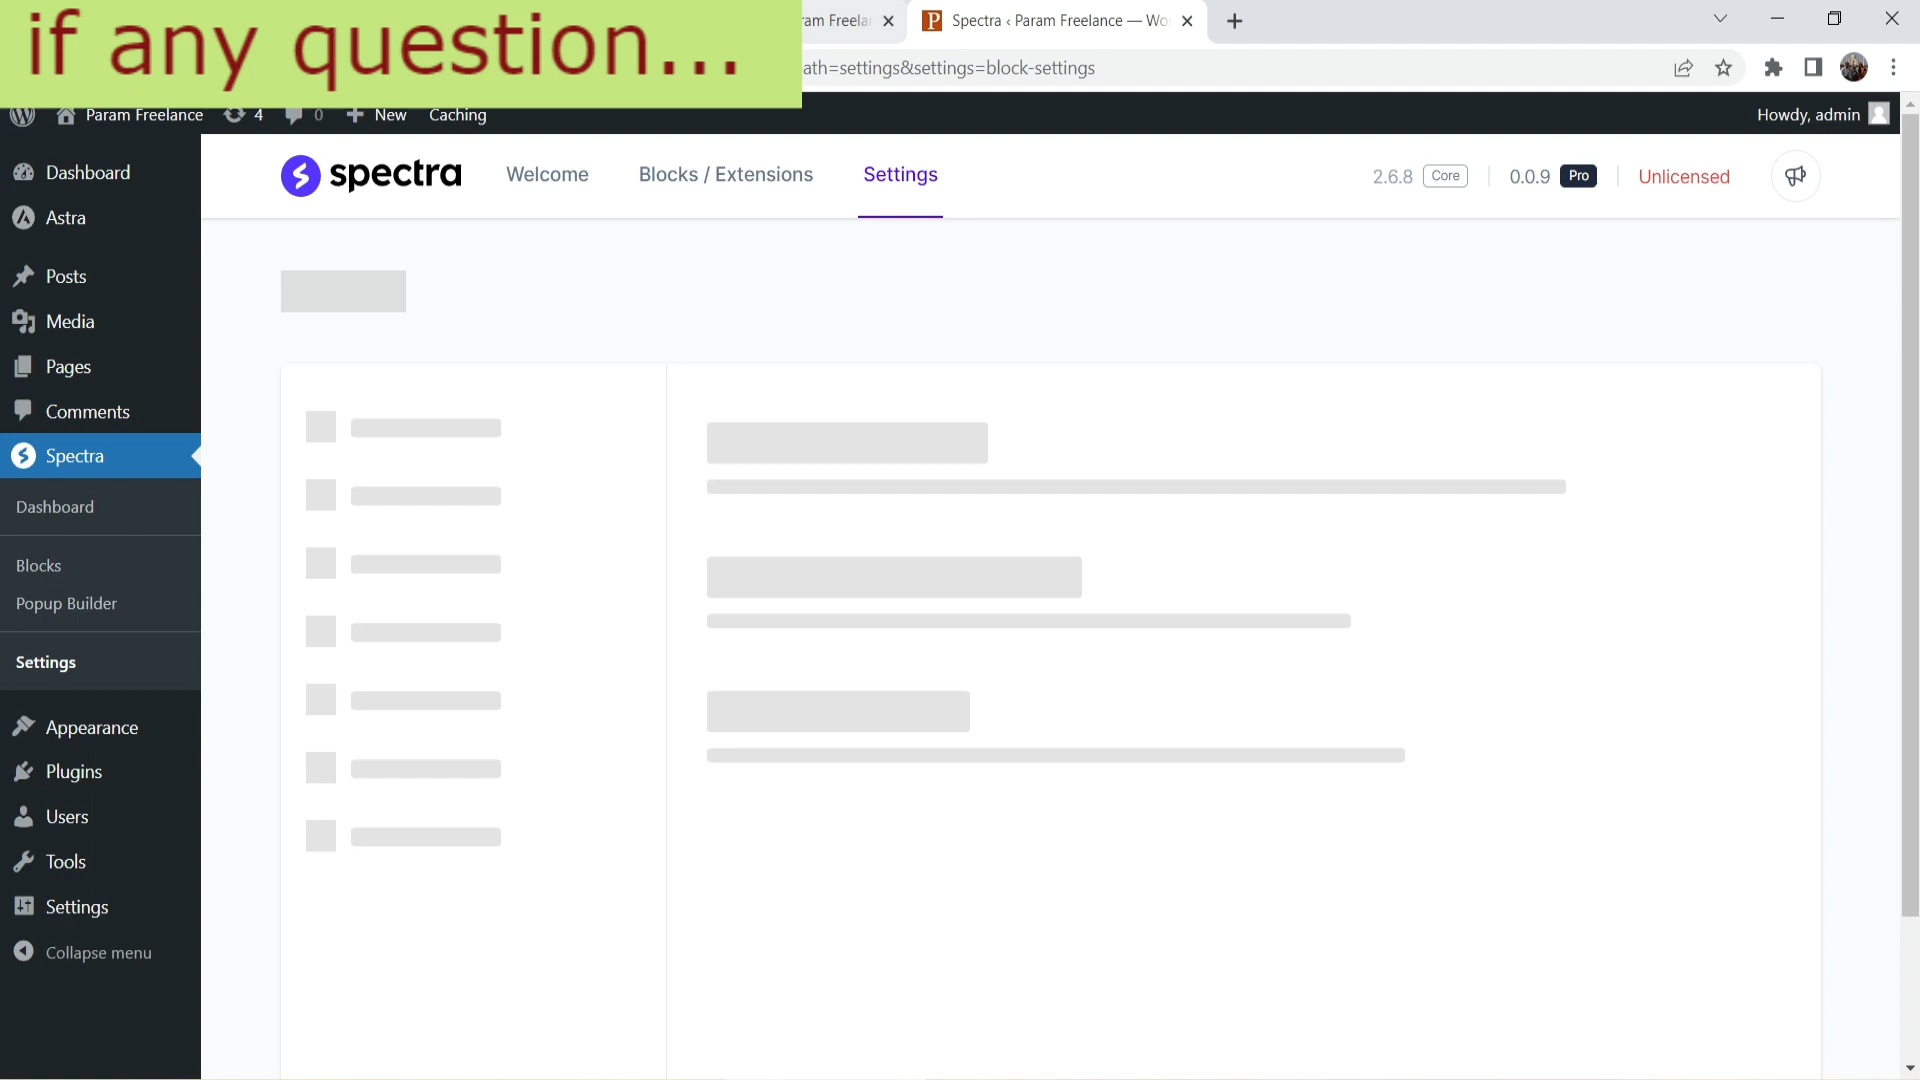 if any question...
ram Freela
Spectra ‹ Param Freelance — Wo
ath=settings&settings=block-settings
Param Freelance
4
0
New
Caching
Howdy, admin
Dashboard
Astra
Posts
Media
Pages
Comments
Spectra
Dashboard
Blocks
Popup Builder
Settings
Appearance
Plugins
Users
Tools
Settings
Collapse menu
spectra
Welcome
Blocks / Extensions
Settings
2.6.8
Core
0.0.9
Pro
Unlicensed